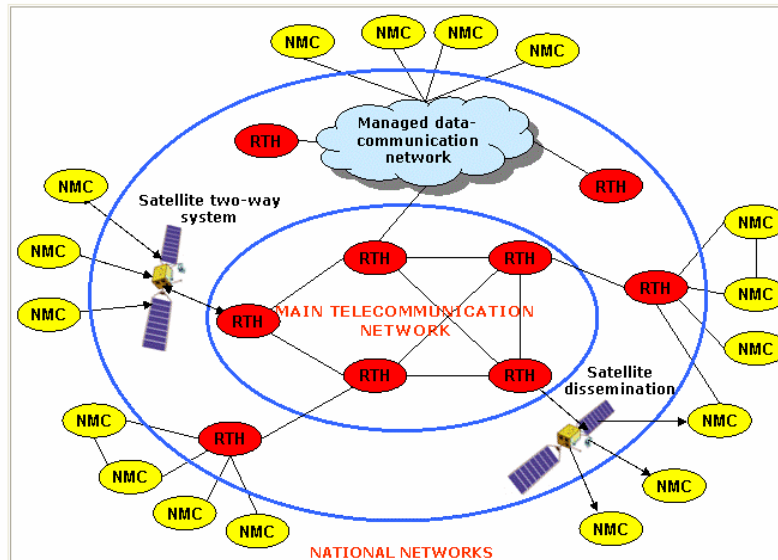 NMC
NMC
NMC
NMC
Managed data-
communication
network
RTH
RTH
NMC
Satellite two-way
system
NMC
NMC
RTH
RTH
NMC
RTH
NMC
NMC
RTH
MAIN TELECOMMUNICATION
NETWORK
NMC
RTH
RTH
Satellite
dissemination
NMC
NMC
RTH
NMC
NMC
NMC
NMC
NMC
NMC
NATIONAL NETWORKS